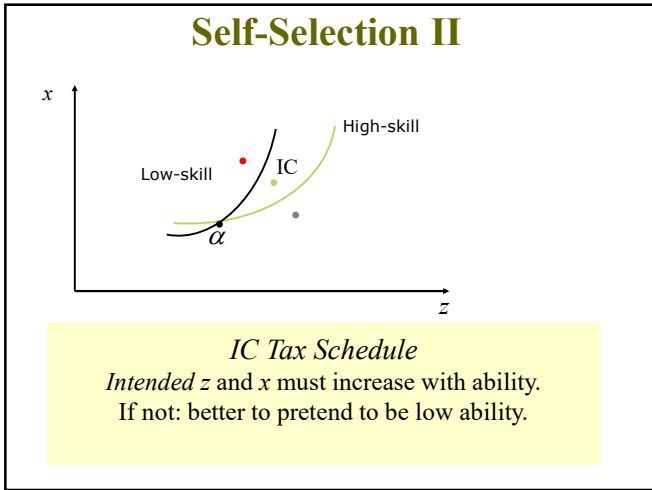 Self-Selection II
x
High-skill
IC
Low-skill
α
z
IC Tax Schedule
Intended z and x must increase with ability.
If not: better to pretend to be low ability.